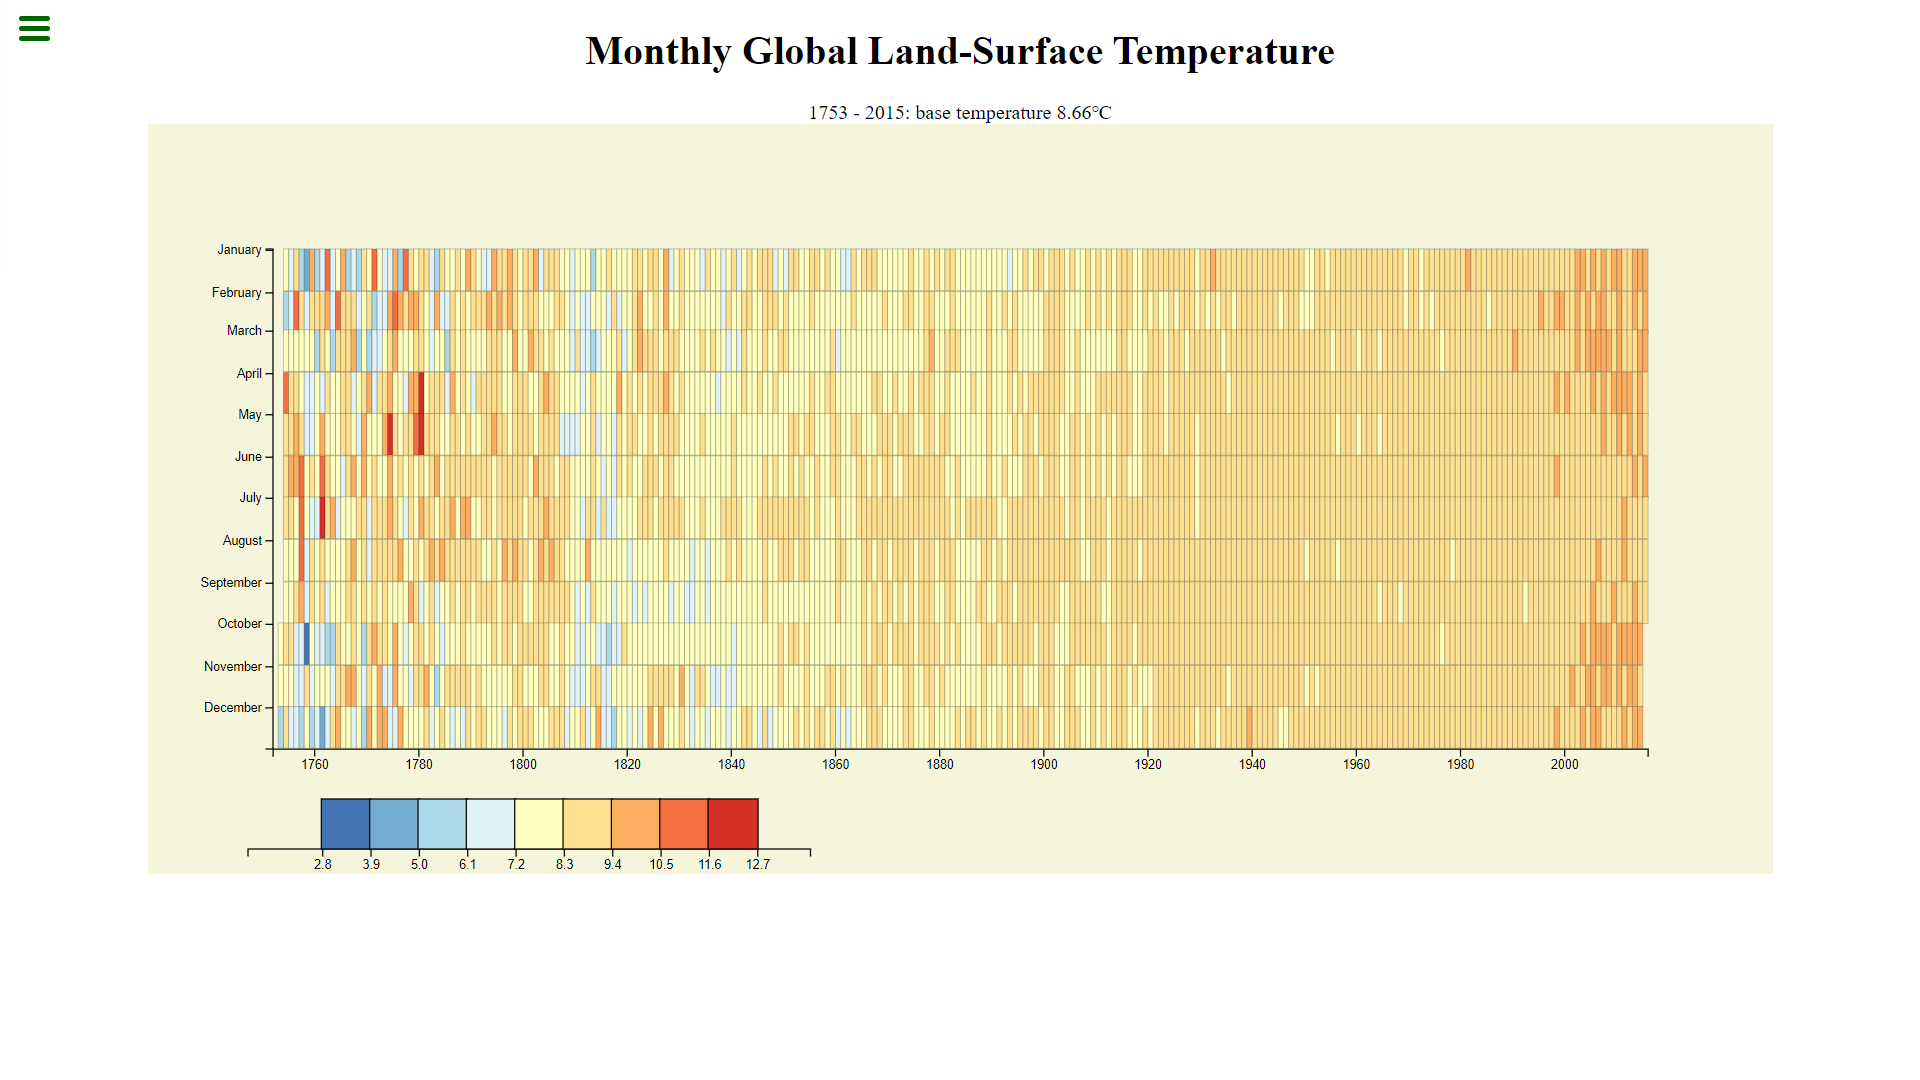 Monthly Global Land-Surface Temperature
1753 - 2015: base temperature 8.66℃
January
February
March
April
May
June
July
August
September
October
November
December
1760 1780 1800 1820 1840 1860 1880 1900 1920 1940 1960 1980 2000
2.8 3.9 5.0 6.1 7.2 8.3 9.4 10.5 11.6 12.7